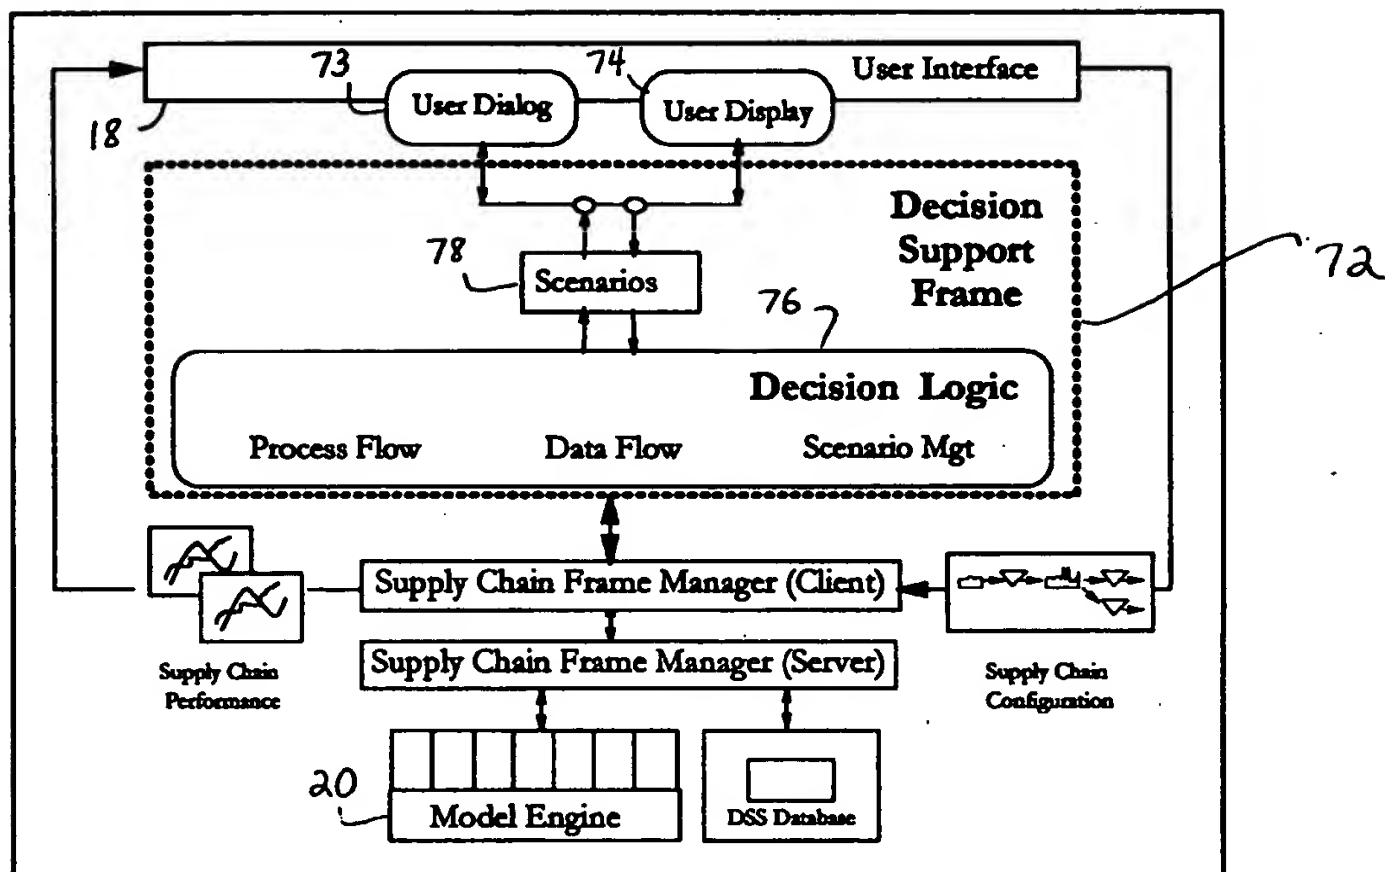 73
74
User Interface
User Dialog
User Display
18
Decision
Support
Frame
72
78
Scenarios
76
Decision Logic
Process Flow
Data Flow
Scenario Mgt
Supply Chain Frame Manager (Client)
Supply Chain Frame Manager (Server)
Supply Chain
Performance
Supply Chain
Configuration
20
Model Engine
DSS Database